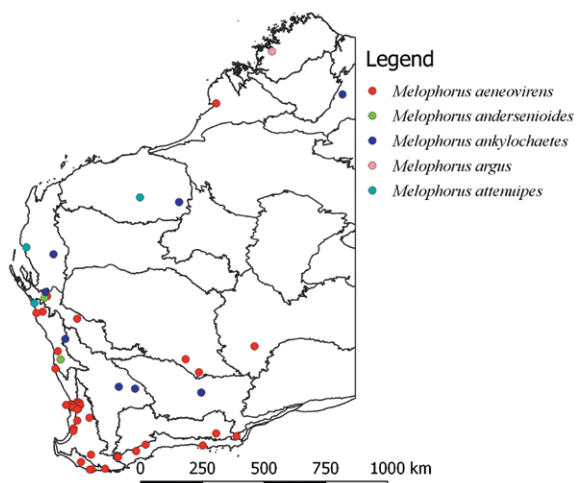 Legend
Melophorus aeneovirens
Melophorus andersenioides
Melophorus ankylochaetes
Melophorus argus
Melophorus attenuipes
0 250 500 750 1000 km